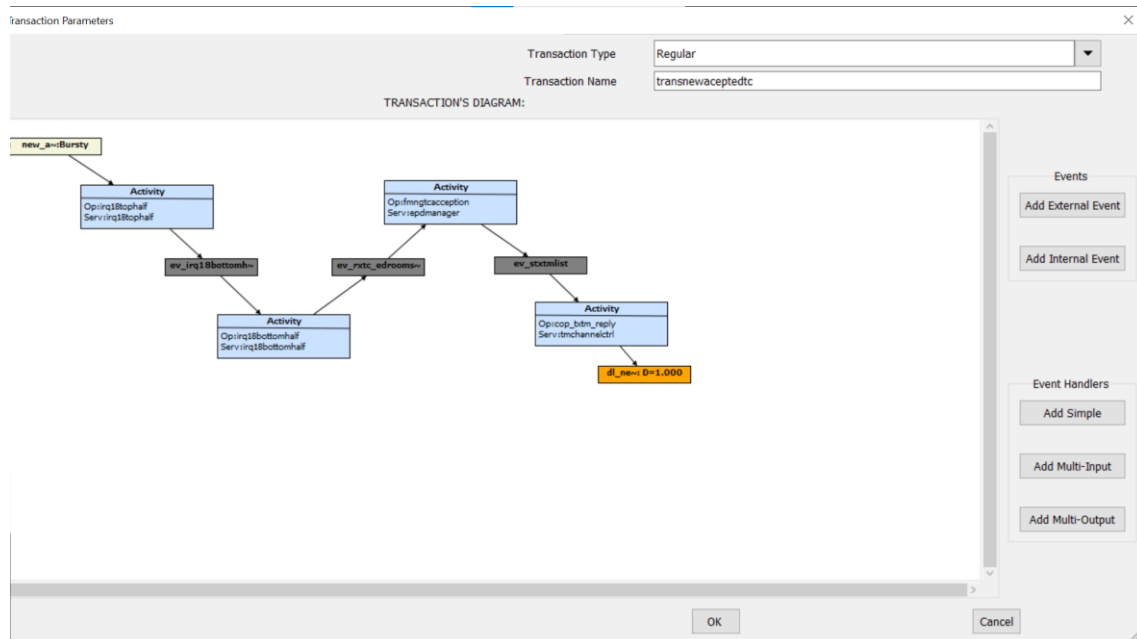 Transaction Parameters
Transaction Type
Regular
Transaction Name
transnewaceptedtc
TRANSACTION'S DIAGRAM:
new_a~:Bursty
Activity
Op:irq18tophalf
Serv:irq18tophalf
Activity
Op:fmngtcacception
Serv:epdmanager
ev_irq18bottomh~
ev_rxtc_edrooms~
ev_stxtmlist
Activity
Op:irq18bottomhalf
Serv:irq18bottomhalf
Activity
Op:cop_txtm_reply
Serv:tmchannelctrl
dl_ne~: D=1.000
Events
Add External Event
Add Internal Event
Event Handlers
Add Simple
Add Multi-Input
Add Multi-Output
OK
Cancel